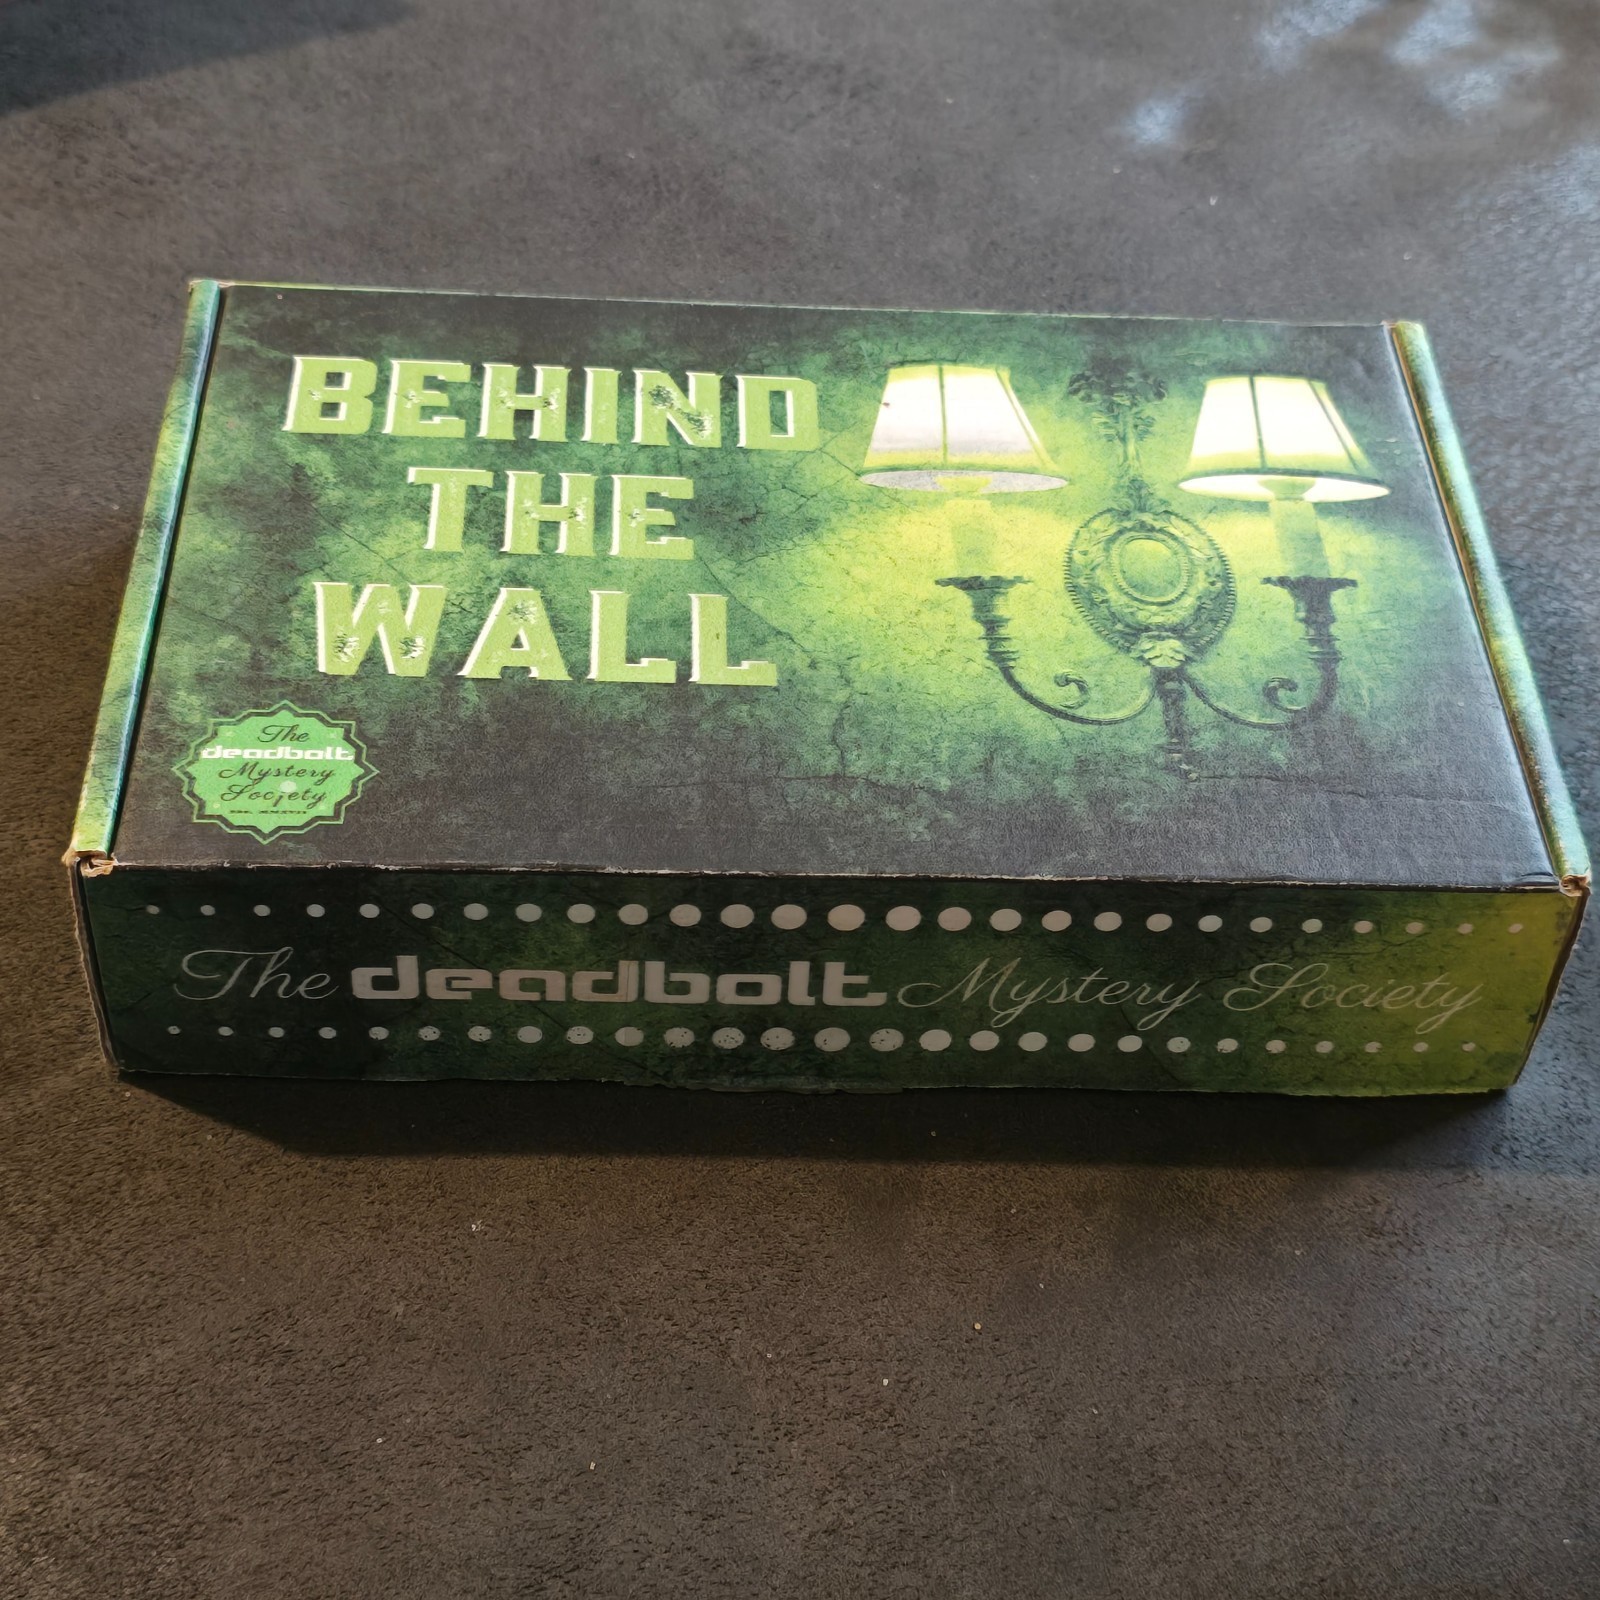 BEHIND
THE
WALL
The
deadbolt
Mystery
Society
The deadbolt Mystery Society